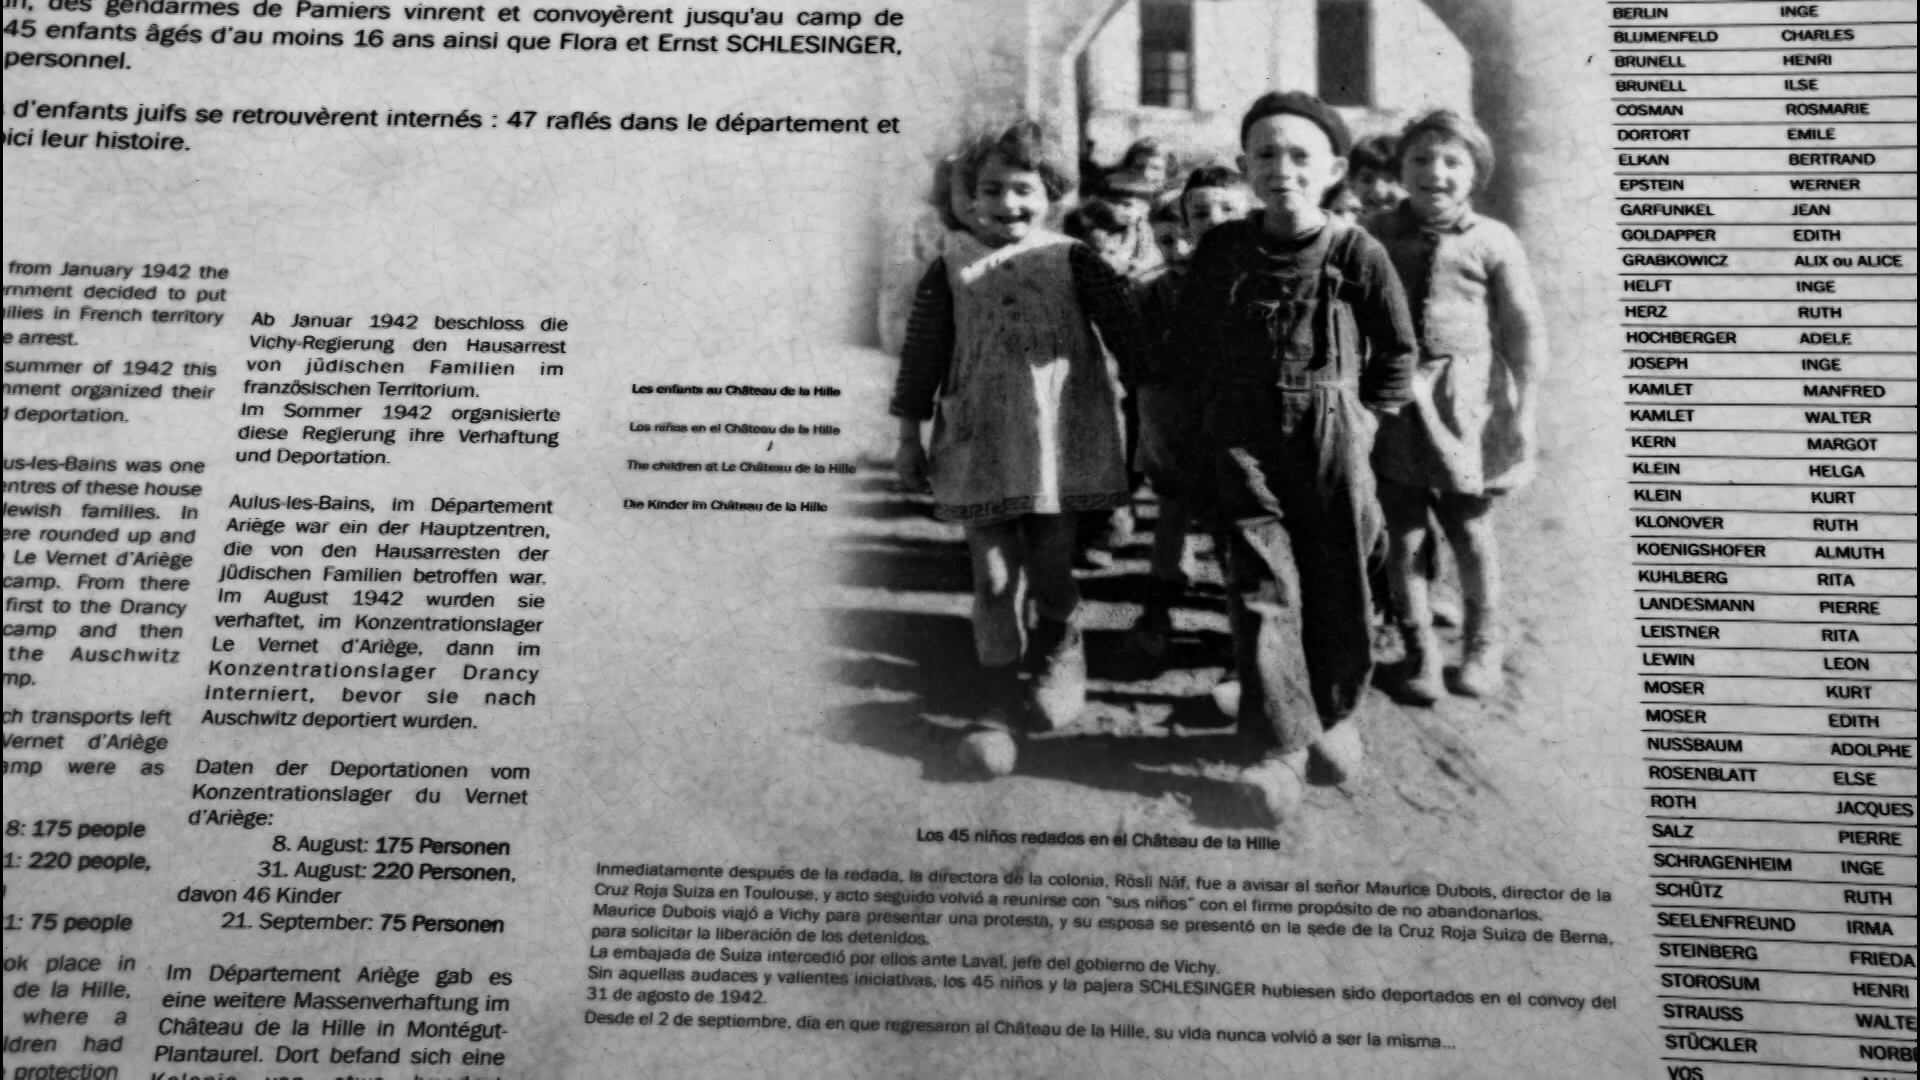 des gendarmes de Pamiers vinrent et convoyèrent jusqu'au camp de
45 enfants âgés d'au moins 16 ans ainsi que Flora et Ernst SCHLESINGER,
personnel.
d'enfants juifs se retrouvèrent internés : 47 raflés dans le département et
ici leur histoire.
from January 1942 the
rnment decided to put
ilies in French territory
e arrest.
summer of 1942 this
nment organized their
d deportation.
us-les-Bains was one
entres of these house
Jewish families. In
ere rounded up and
Le Vernet d'Ariège
camp. From there
first to the Drancy
camp and then
the Auschwitz
mp.
ch transports left
Vernet d'Ariège
amp were as
8: 175 people
1: 220 people,
1: 75 people
ok place in
de la Hille,
where a
ldren had
protection
Ab Januar 1942 beschloss die
Vichy-Regierung den Hausarrest
von jüdischen Familien im
französischen Territorium.
Im Sommer 1942 organisierte
diese Regierung ihre Verhaftung
und Deportation.
Aulus-les-Bains, im Département
Ariège war ein der Hauptzentren,
die von den Hausarresten der
jüdischen Familien betroffen war.
Im August 1942 wurden sie
verhaftet, im Konzentrationslager
Le Vernet d'Ariège, dann im
Konzentrationslager Drancy
interniert, bevor sie nach
Auschwitz deportiert wurden.
Daten der Deportationen vom
Konzentrationslager du Vernet
d'Ariège:
8. August: 175 Personen
31. August: 220 Personen,
davon 46 Kinder
21. September: 75 Personen
Im Département Ariège gab es
eine weitere Massenverhaftung im
Château de la Hille in Montégut-
Plantaurel. Dort befand sich eine
Les enfants au Château de la Hille
Los niños en el Château de la Hille
The children at Le Château de la Hille
Die Kinder im Château de la Hille
Los 45 niños redados en el Château de la Hille
Inmediatamente después de la redada, la directora de la colonia, Rösli Näf, fue a avisar al señor Maurice Dubois, director de la
Cruz Roja Suiza en Toulouse, y acto seguido volvió a reunirse con "sus niños" con el firme propósito de no abandonarlos.
Maurice Dubois viajó a Vichy para presentar una protesta, y su esposa se presentó en la sede de la Cruz Roja Suiza de Berna,
para solicitar la liberación de los detenidos.
La embajada de Suiza intercedió por ellos ante Laval, jefe del gobierno de Vichy.
Sin aquellas audaces y valientes iniciativas, los 45 niños y la pajera SCHLESINGER hubiesen sido deportados en el convoy del
31 de agosto de 1942.
Desde el 2 de septiembre, día en que regresaron al Château de la Hille, su vida nunca volvió a ser la misma...
BERLIN INGE
BLUMENFELD CHARLES
BRUNELL HENRI
BRUNELL ILSE
COSMAN ROSMARIE
DORTORT EMILE
ELKAN BERTRAND
EPSTEIN WERNER
GARFUNKEL JEAN
GOLDAPPER EDITH
GRABKOWICZ ALIX ou ALICE
HELFT INGE
HERZ RUTH
HOCHBERGER ADELE
JOSEPH INGE
KAMLET MANFRED
KAMLET WALTER
KERN MARGOT
KLEIN HELGA
KLEIN KURT
KLONOVER RUTH
KOENIGSHOFER ALMUTH
KUHLBERG RITA
LANDESMANN PIERRE
LEISTNER RITA
LEWIN LEON
MOSER KURT
MOSER EDITH
NUSSBAUM ADOLPHE
ROSENBLATT ELSE
ROTH JACQUES
SALZ PIERRE
SCHRAGENHEIM INGE
SCHÜTZ RUTH
SEELENFREUND IRMA
STEINBERG FRIEDA
STOROSUM HENRI
STRAUSS WALTE
STÜCKLER NORB
VOS